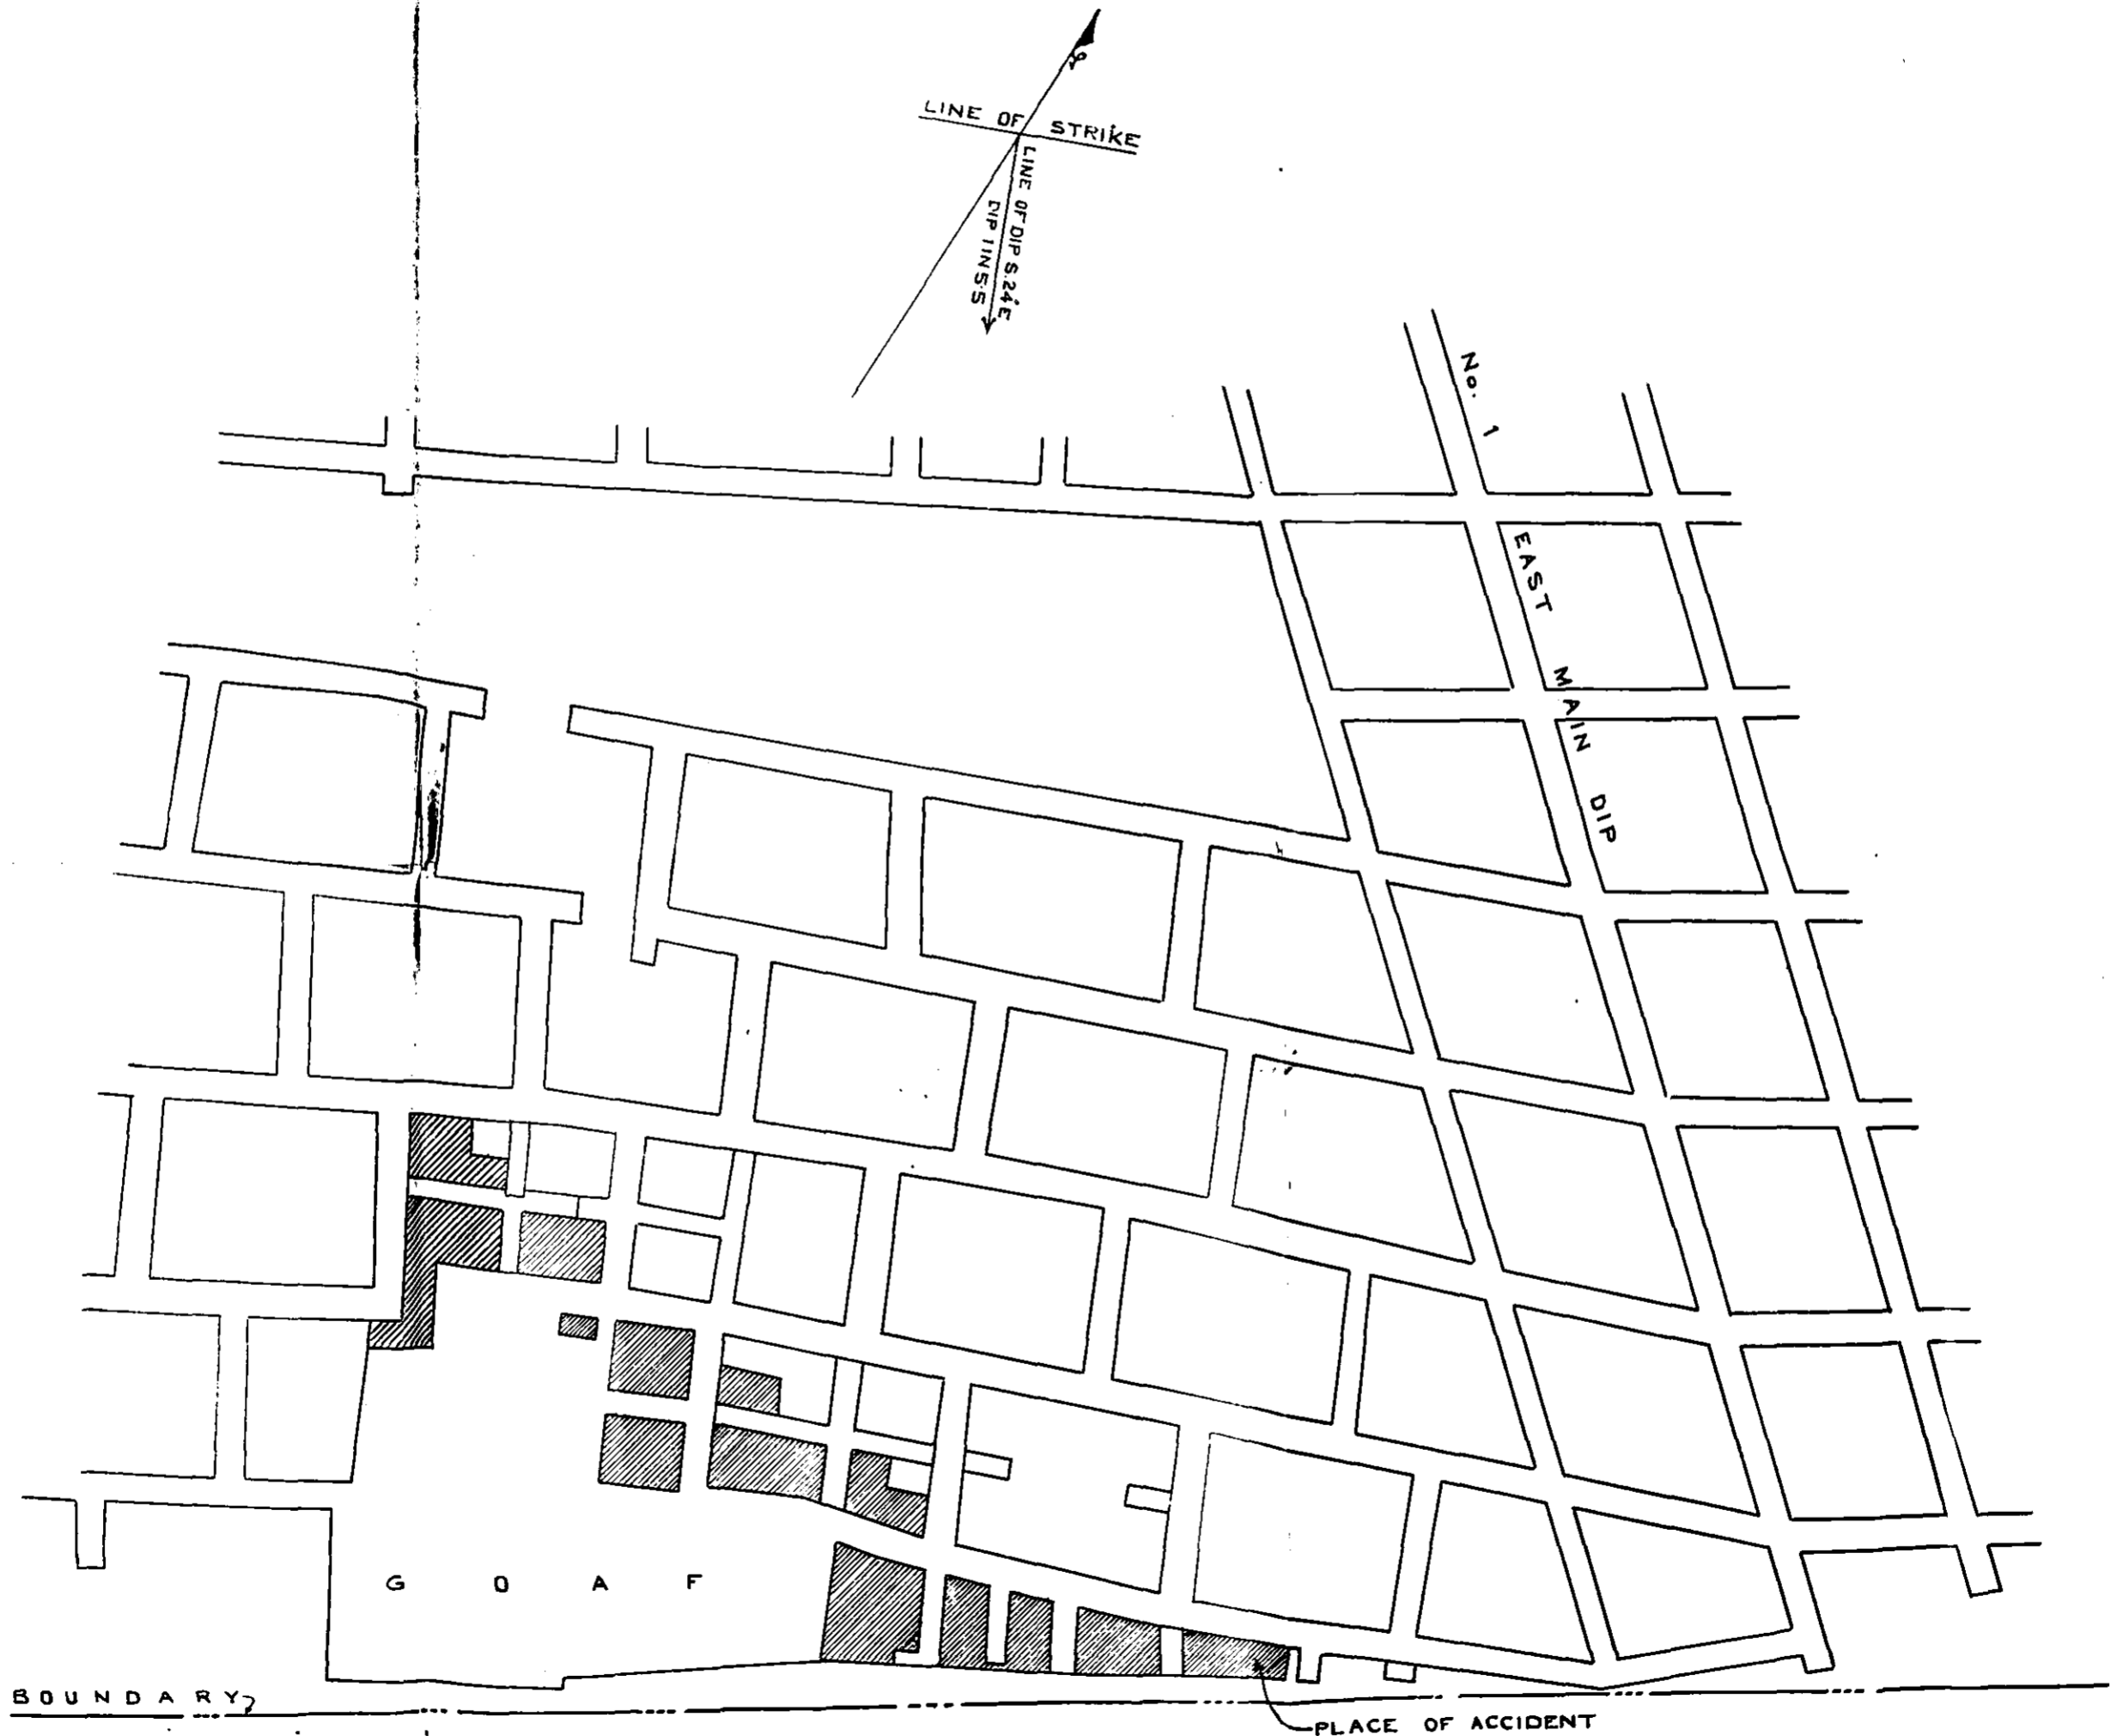 LINE OF STRIKE
LINE OF DIP S.24°E
DIP 1 IN 5.5
No. 1
EAST MAIN DIP
GOAF
BOUNDARY
PLACE OF ACCIDENT